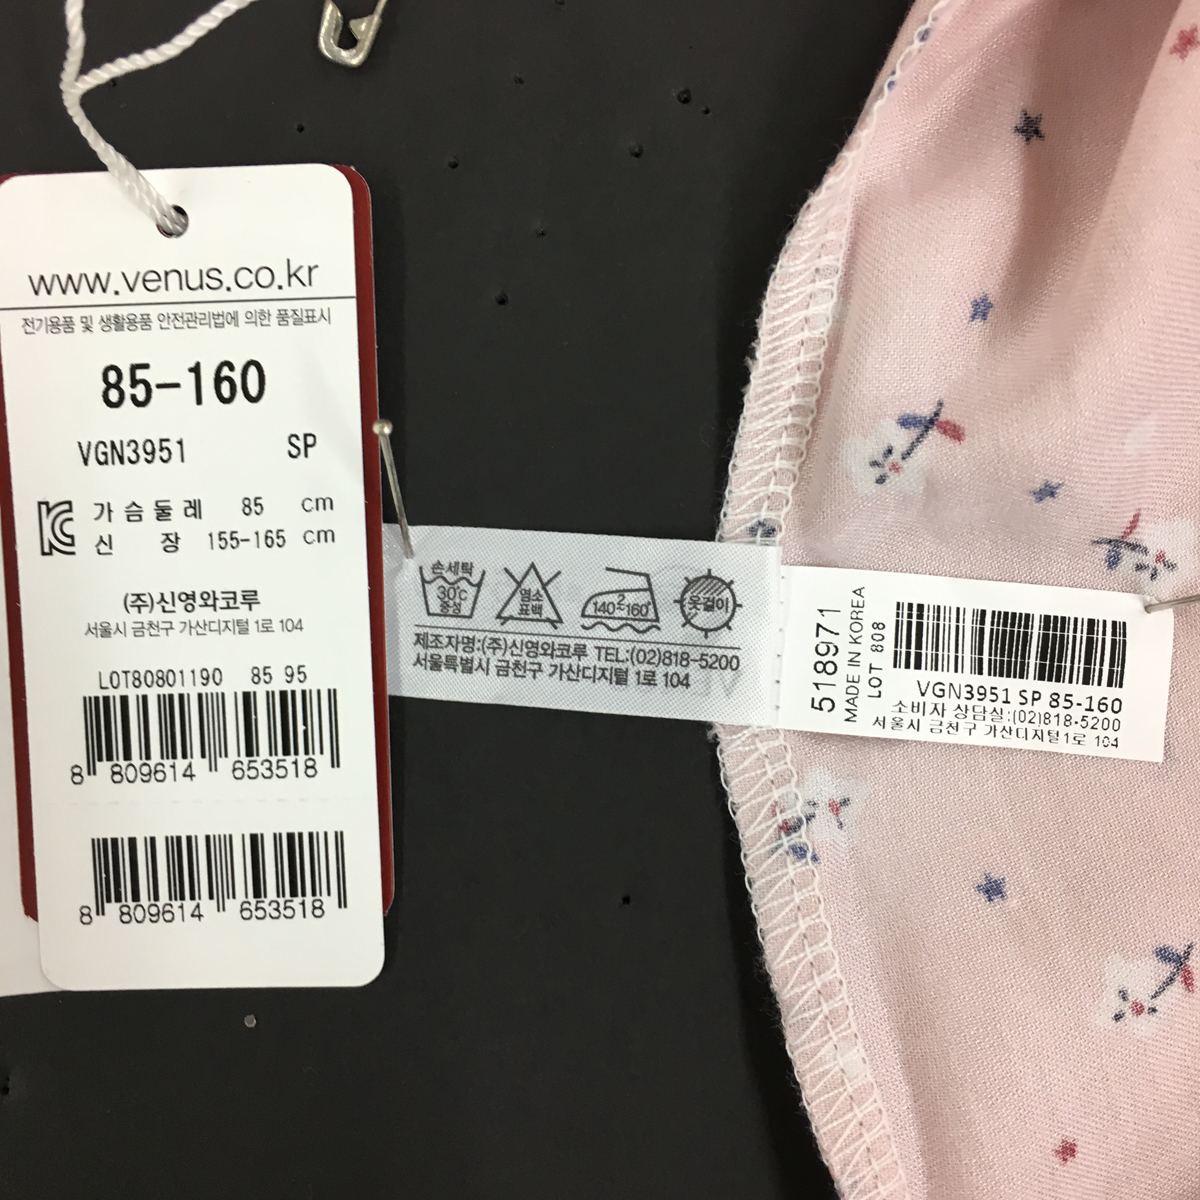 www.venus.co.kr
전기용품 및 생활용품 안전관리법에 의한 품질표시
85-160
VGN3951 SP
가슴둘레 85 cm
신 장 155-165 cm
(주)신영와코루
서울시 금천구 가산디지털 1로 104
LOT80801190 85 95
8 809614 653518
8 809614 653518
손세탁
30℃
중성
염소
표백
2
140~160℃
옷걸이
제조자명:(주)신영와코루 TEL:(02)818-5200
서울특별시 금천구 가산디지털 1로 104
518971
MADE IN KOREA
LOT 808
VGN3951 SP 85-160
소비자 상담실:(02)818-5200
서울시 금천구 가산디지털1로 104